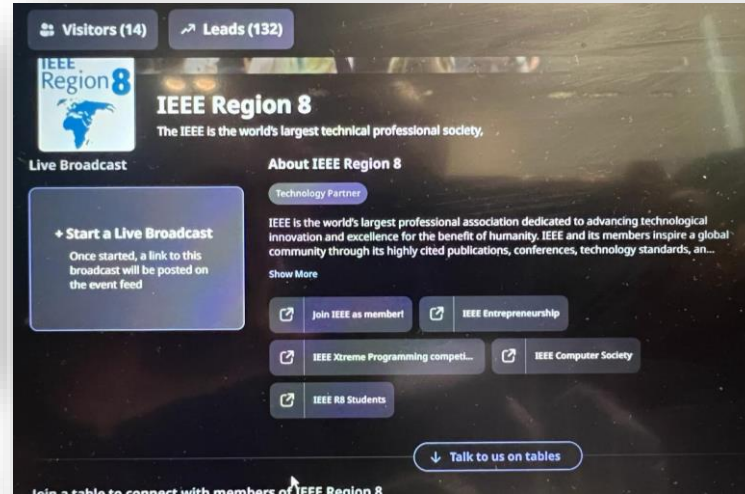 Visitors (14)
Leads (132)
IEEE
Region 8
IEEE Region 8
The IEEE is the world's largest technical professional society,
Live Broadcast
About IEEE Region 8
Technology Partner
+ Start a Live Broadcast
Once started, a link to this
broadcast will be posted on
the event feed
IEEE is the world's largest professional association dedicated to advancing technological
innovation and excellence for the benefit of humanity. IEEE and its members inspire a global
community through its highly cited publications, conferences, technology standards, an...
Show More
Join IEEE as member!
IEEE Entrepreneurship
IEEE Xtreme Programming competi...
IEEE Computer Society
IEEE R8 Students
Talk to us on tables
Join a table to connect with members of IEEE Region 8